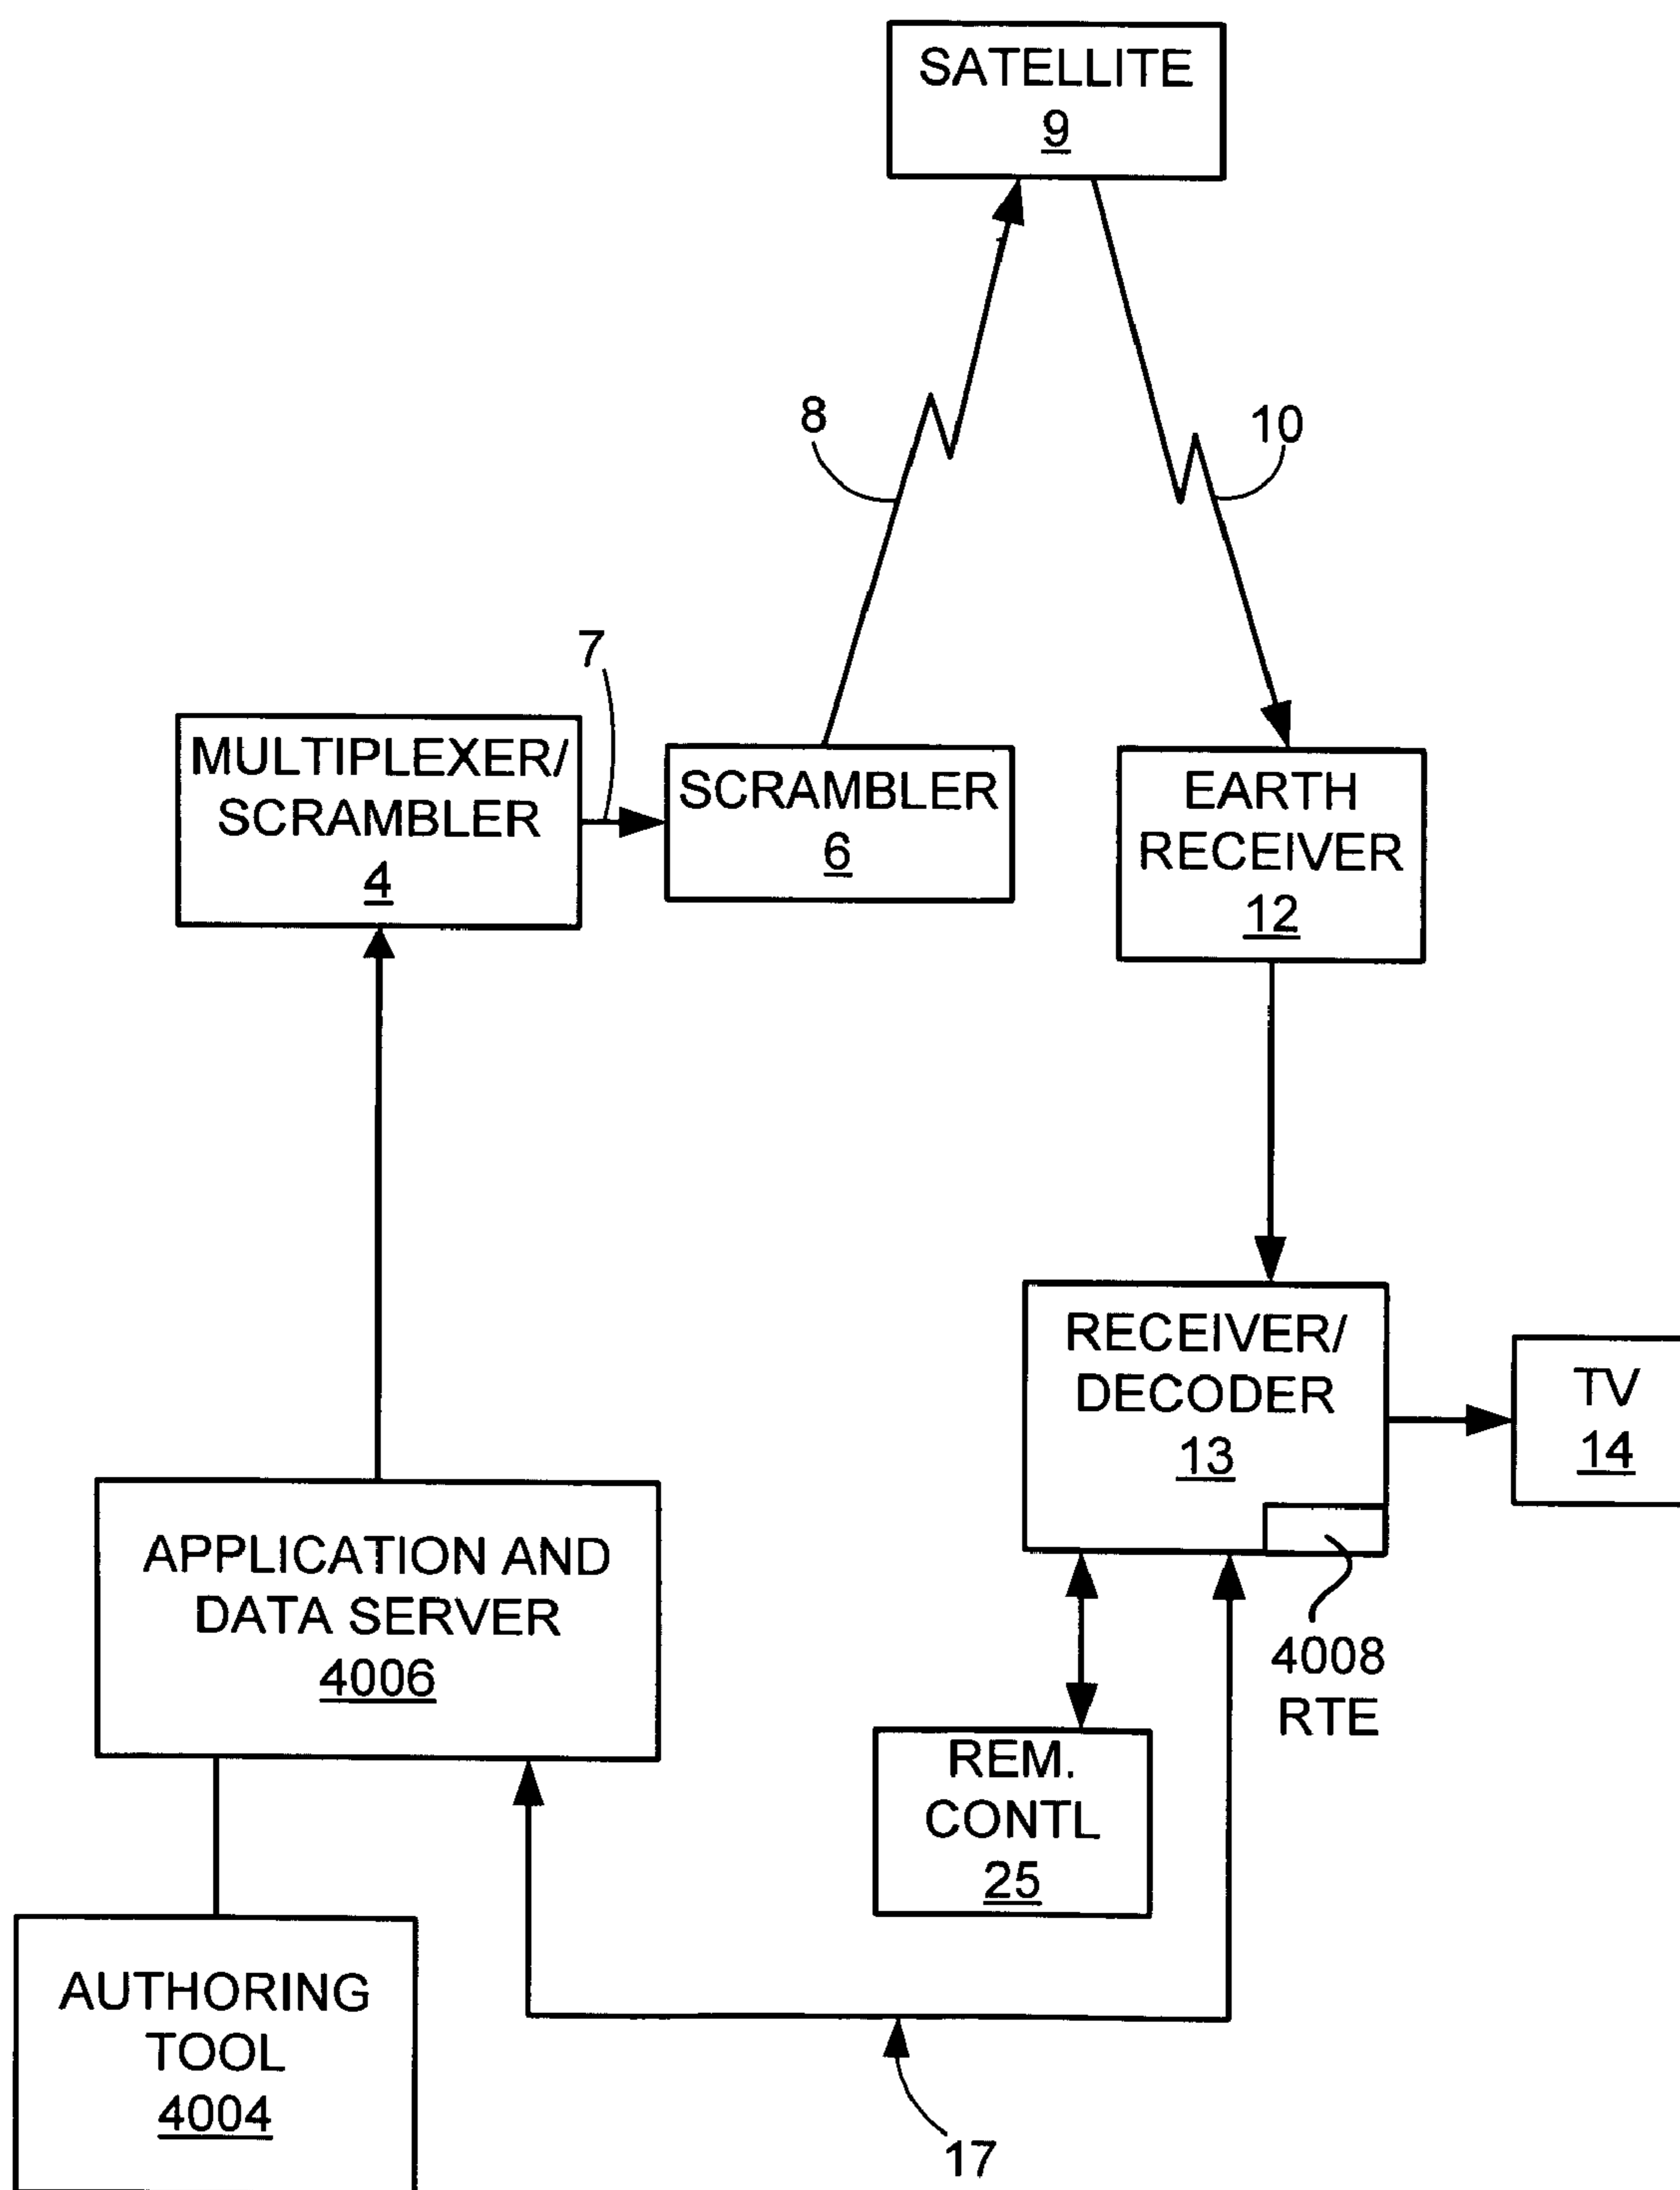 SATELLITE
9
8
10
7
MULTIPLEXER/
SCRAMBLER
4
SCRAMBLER
6
EARTH
RECEIVER
12
RECEIVER/
DECODER
13
TV
14
APPLICATION AND
DATA SERVER
4006
4008
RTE
REM.
CONTL
25
AUTHORING
TOOL
4004
17